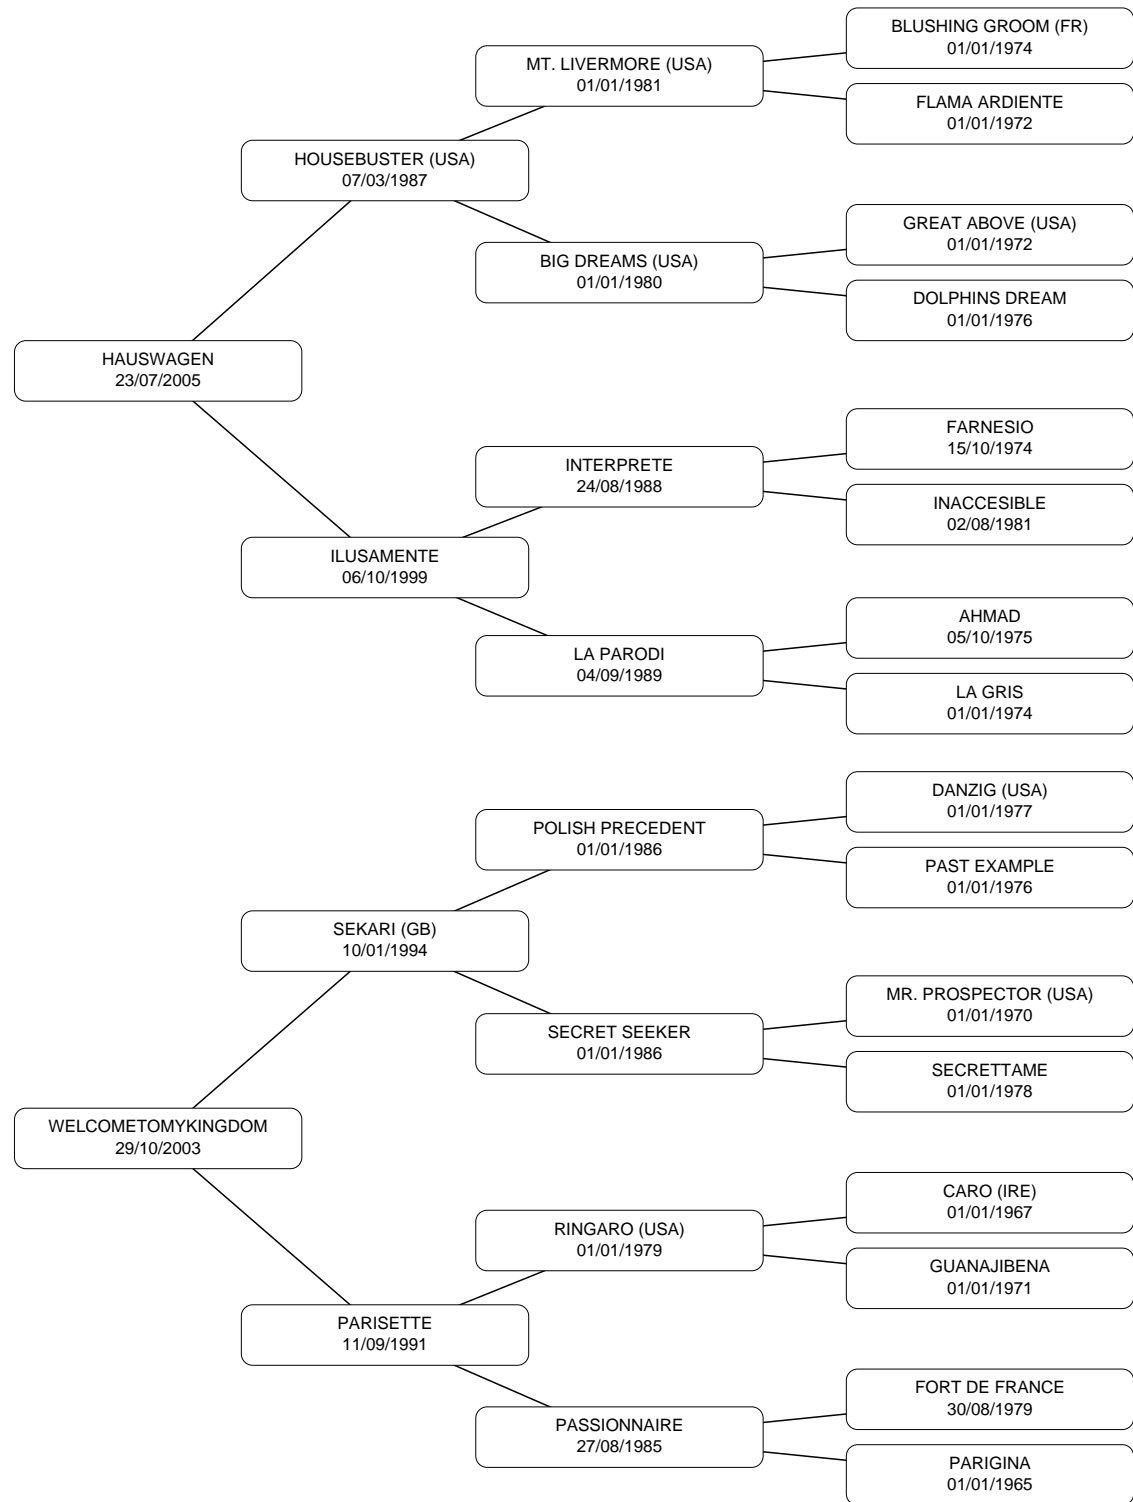 BLUSHING GROOM (FR)
01/01/1974
MT. LIVERMORE (USA)
01/01/1981
FLAMA ARDIENTE
01/01/1972
HOUSEBUSTER (USA)
07/03/1987
GREAT ABOVE (USA)
01/01/1972
BIG DREAMS (USA)
01/01/1980
DOLPHINS DREAM
01/01/1976
HAUSWAGEN
23/07/2005
FARNESIO
15/10/1974
INTERPRETE
24/08/1988
INACCESIBLE
02/08/1981
ILUSAMENTE
06/10/1999
AHMAD
05/10/1975
LA PARODI
04/09/1989
LA GRIS
01/01/1974
DANZIG (USA)
01/01/1977
POLISH PRECEDENT
01/01/1986
PAST EXAMPLE
01/01/1976
SEKARI (GB)
10/01/1994
MR. PROSPECTOR (USA)
01/01/1970
SECRET SEEKER
01/01/1986
SECRETTAME
01/01/1978
WELCOMETOMYKINGDOM
29/10/2003
CARO (IRE)
01/01/1967
RINGARO (USA)
01/01/1979
GUANAJIBENA
01/01/1971
PARISETTE
11/09/1991
FORT DE FRANCE
30/08/1979
PASSIONNAIRE
27/08/1985
PARIGINA
01/01/1965